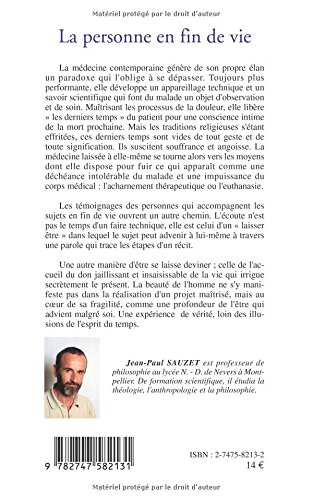 Matériel protégé par le droit d'auteur
La personne en fin de vie
La médecine contemporaine génère de son propre élan
un paradoxe qui l'oblige à se dépasser. Toujours plus
performante, elle développe un appareillage technique et un
savoir scientifique qui font du malade un objet d'observation
et de soin. Maîtrisant les processus de la douleur, elle libère
« les derniers temps » du patient pour une conscience intime
de la mort prochaine. Mais les traditions religieuses s'étant
effritées, ces derniers temps sont vides de tout geste et de
toute signification. Ils suscitent souffrance et angoisse. La
médecine laissée à elle-même se tourne alors vers les moyens
dont elle dispose pour fuir ce qui apparaît comme une
déchéance intolérable du malade et une impuissance du
corps médical : l'acharnement thérapeutique ou l'euthanasie.
Les témoignages des personnes qui accompagnent les
sujets en fin de vie ouvrent un autre chemin. L'écoute n'est
pas le temps d'un faire technique, elle est celui d'un « laisser
être » dans lequel le sujet peut advenir à lui-même à travers
une parole qui trace les étapes d'un récit.
Une autre manière d'être se laisse deviner ; celle de l'ac-
cueil du don jaillissant et insaisissable de la vie qui irrigue
secrètement le présent. La beauté de l'homme ne s'y mani-
feste pas dans la réalisation d'un projet maîtrisé, mais au
cœur de sa fragilité, comme une profondeur de l'être qui
advient malgré soi. Une expérience de vérité, loin des illu-
sions de l'esprit du temps.
Jean-Paul SAUZET est professeur de
philosophie au lycée N. - D. de Nevers à Mont-
pellier. De formation scientifique, il étudia la
théologie, l'anthropologie et la philosophie.
ISBN : 2-7475-8213-2
14 €
9 782747 582131
Matériel protégé par le droit d'auteur